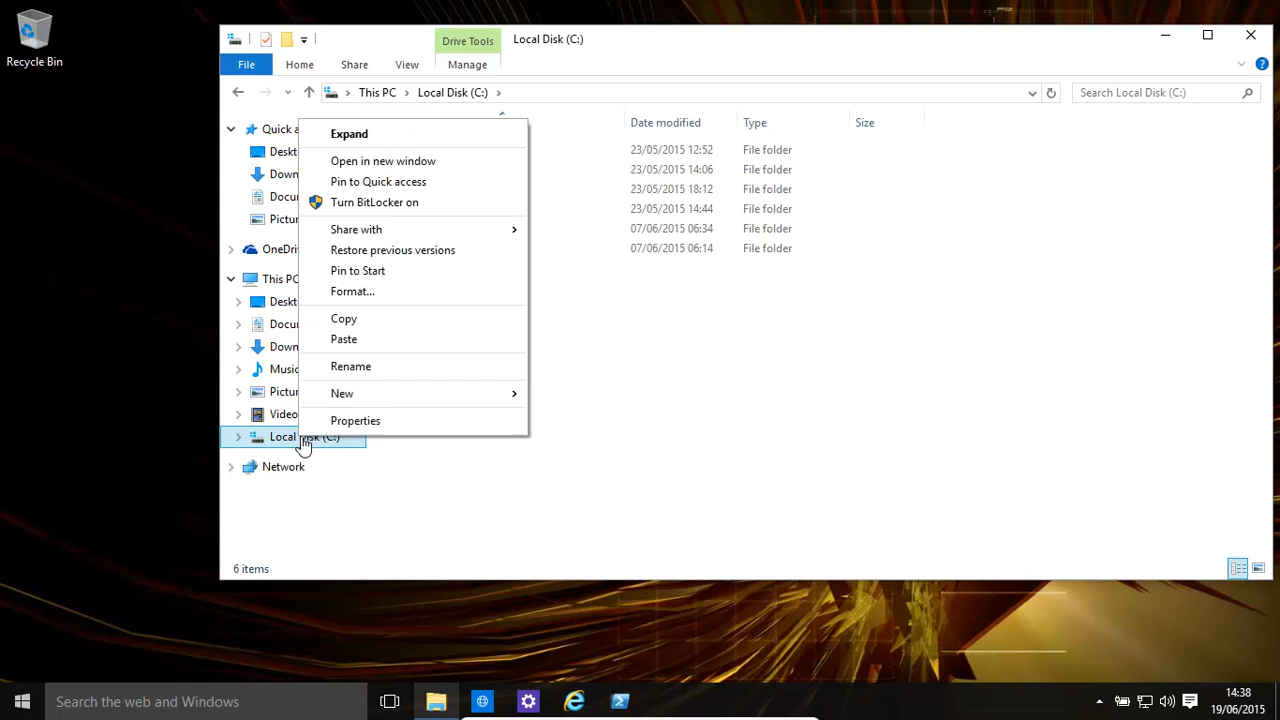 Recycle Bin
Drive Tools
Local Disk (C:)
File
Home
Share
View
Manage
This PC
Local Disk (C:)
Search Local Disk (C:)
Date modified
Type
Size
Quick a
Deskt
Down
Docu
Pictu
OneDri
This PC
Deskt
Docu
Down
Music
Pictur
Video
Local Disk (C:)
Network
Expand
Open in new window
Pin to Quick access
Turn BitLocker on
Share with
Restore previous versions
Pin to Start
Format...
Copy
Paste
Rename
New
Properties
23/05/2015 12:52 File folder
23/05/2015 14:06 File folder
23/05/2015 18:12 File folder
23/05/2015 14:44 File folder
07/06/2015 06:34 File folder
07/06/2015 06:14 File folder
6 items
Search the web and Windows
14:38
19/06/2015